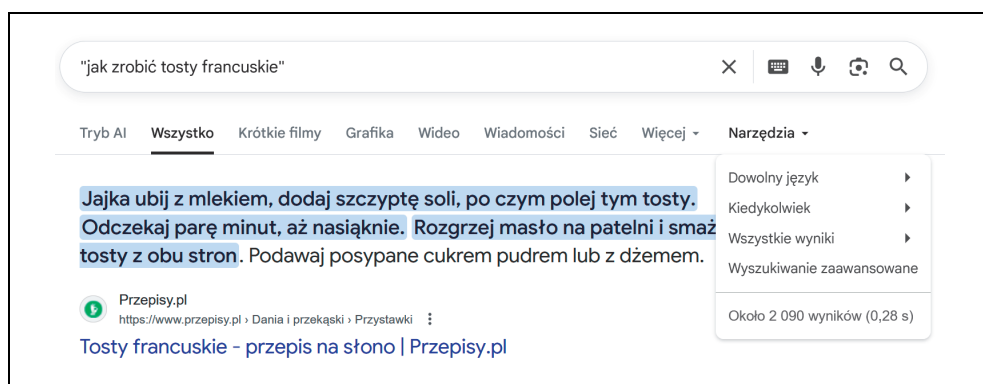 "jak zrobić tosty francuskie"
Tryb AI Wszystko Krótkie filmy Grafika Wideo Wiadomości Sieć Więcej Narzędzia
Dowolny język
Kiedykolwiek
Wszystkie wyniki
Wyszukiwanie zaawansowane
Około 2 090 wyników (0,28 s)
Jajka ubij z mlekiem, dodaj szczyptę soli, po czym polej tym tosty.
Odczekaj parę minut, aż nasiąknie. Rozgrzej masło na patelni i smaż
tosty z obu stron. Podawaj posypane cukrem pudrem lub z dżemem.
Przepisy.pl
https://www.przepisy.pl › Dania i przekąski › Przystawki
Tosty francuskie - przepis na słono | Przepisy.pl